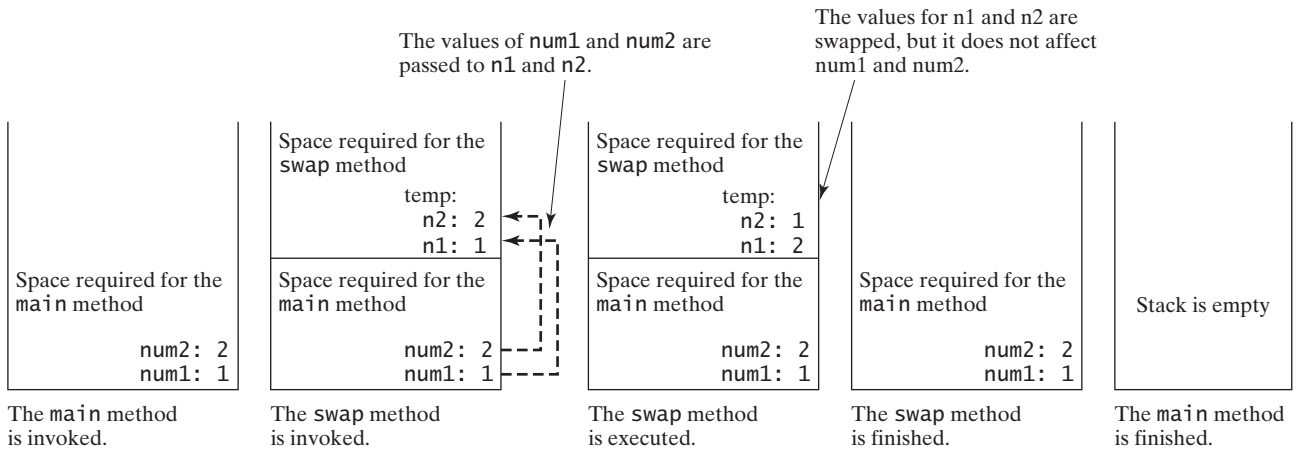 The values of num1 and num2 are
passed to n1 and n2.
The values for n1 and n2 are
swapped, but it does not affect
num1 and num2.
Space required for the
main method
num2: 2
num1: 1
The main method
is invoked.
Space required for the
swap method
temp:
n2: 2
n1: 1
Space required for the
main method
num2: 2
num1: 1
The swap method
is invoked.
Space required for the
swap method
temp:
n2: 1
n1: 2
Space required for the
main method
num2: 2
num1: 1
The swap method
is executed.
Space required for the
main method
num2: 2
num1: 1
The swap method
is finished.
Stack is empty
The main method
is finished.